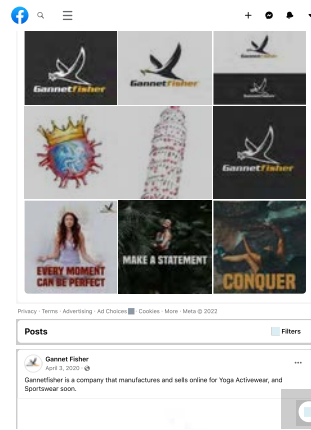 GannetFisher
GannetFisher
GannetFisher
EVERY MOMENT
CAN BE PERFECT
MAKE A STATEMENT
CONQUER
Privacy · Terms · Advertising · Ad Choices · Cookies · More · Meta © 2022
Posts
Filters
Gannet Fisher
April 3, 2020 ·
Gannetfisher is a company that manufactures and sells online for Yoga Activewear, and
Sportswear soon.